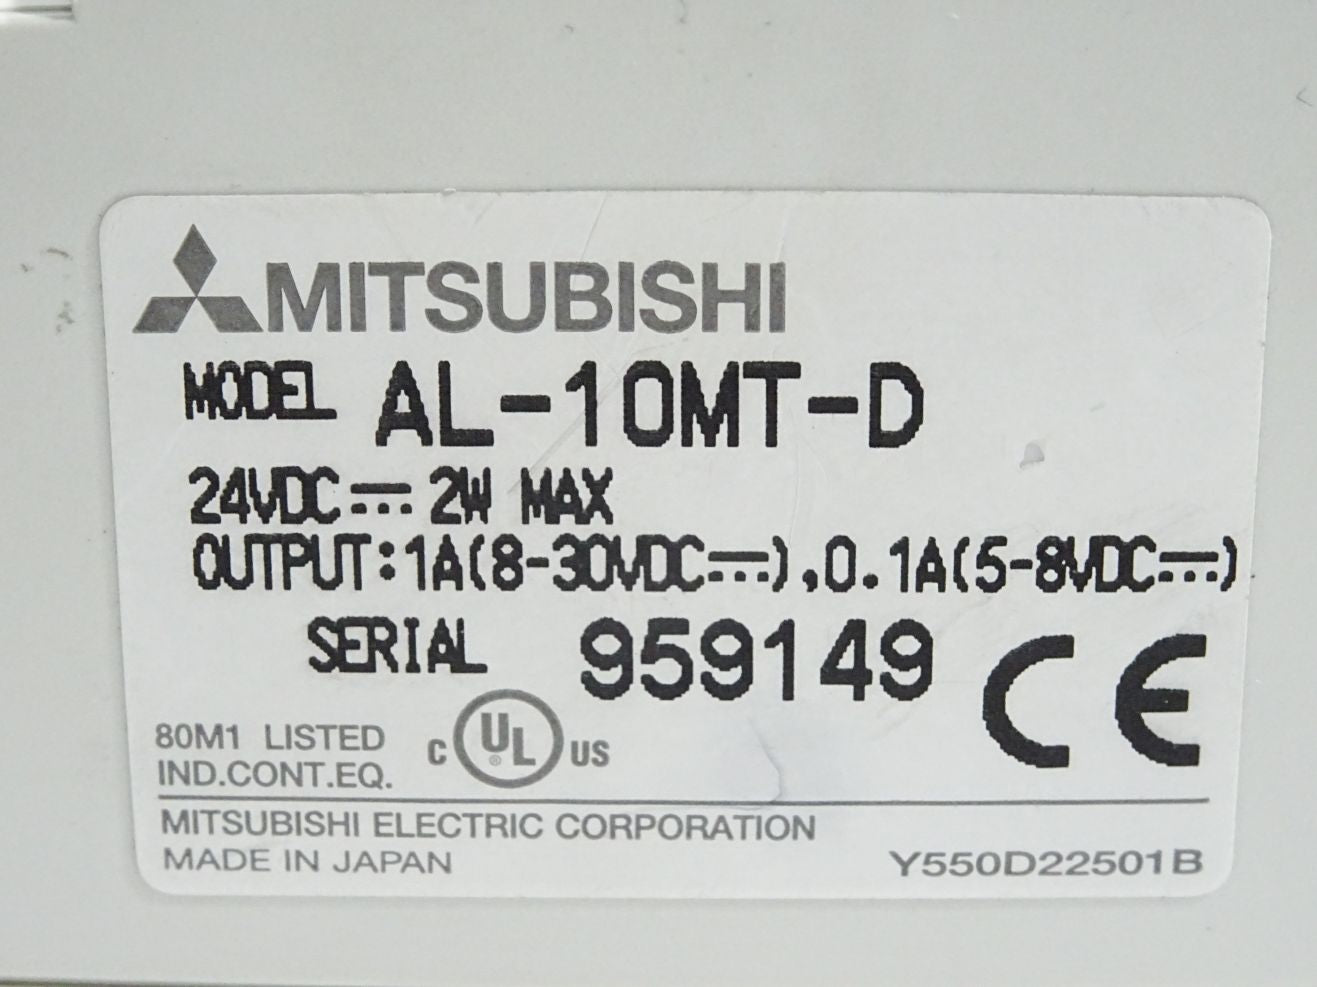 MITSUBISHI
MODEL AL-10MT-D
24VDC⎓ 2W MAX
OUTPUT:1A(8-30VDC⎓),0.1A(5-8VDC⎓)
SERIAL 959149
CE
80M1 LISTED
IND.CONT.EQ.
C UL® US
MITSUBISHI ELECTRIC CORPORATION
MADE IN JAPAN Y550D22501B